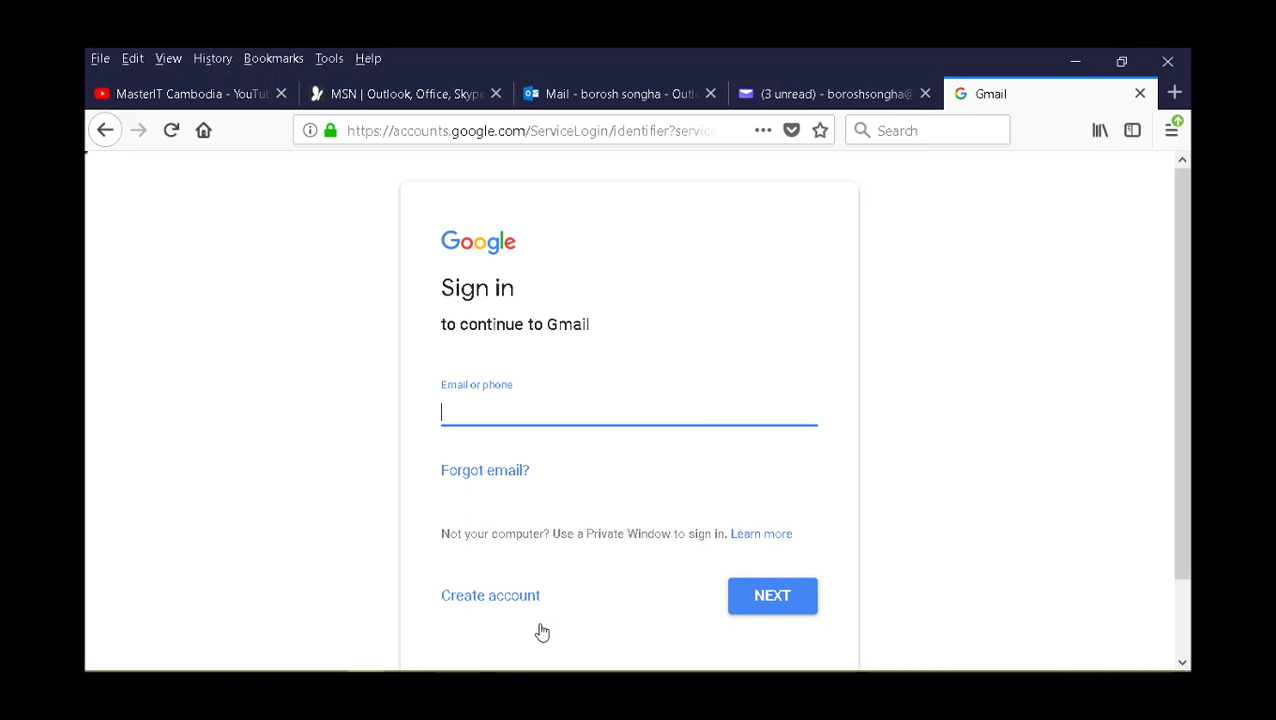 File Edit View History Bookmarks Tools Help
MasterIT Cambodia - YouTu
MSN | Outlook, Office, Skype
Mail - borosh songha - Outl
(3 unread) - boroshsongha@
Gmail
https://accounts.google.com/ServiceLogin/identifier?service
Search
Google
Sign in
to continue to Gmail
Email or phone
Forgot email?
Not your computer? Use a Private Window to sign in. Learn more
Create account
NEXT